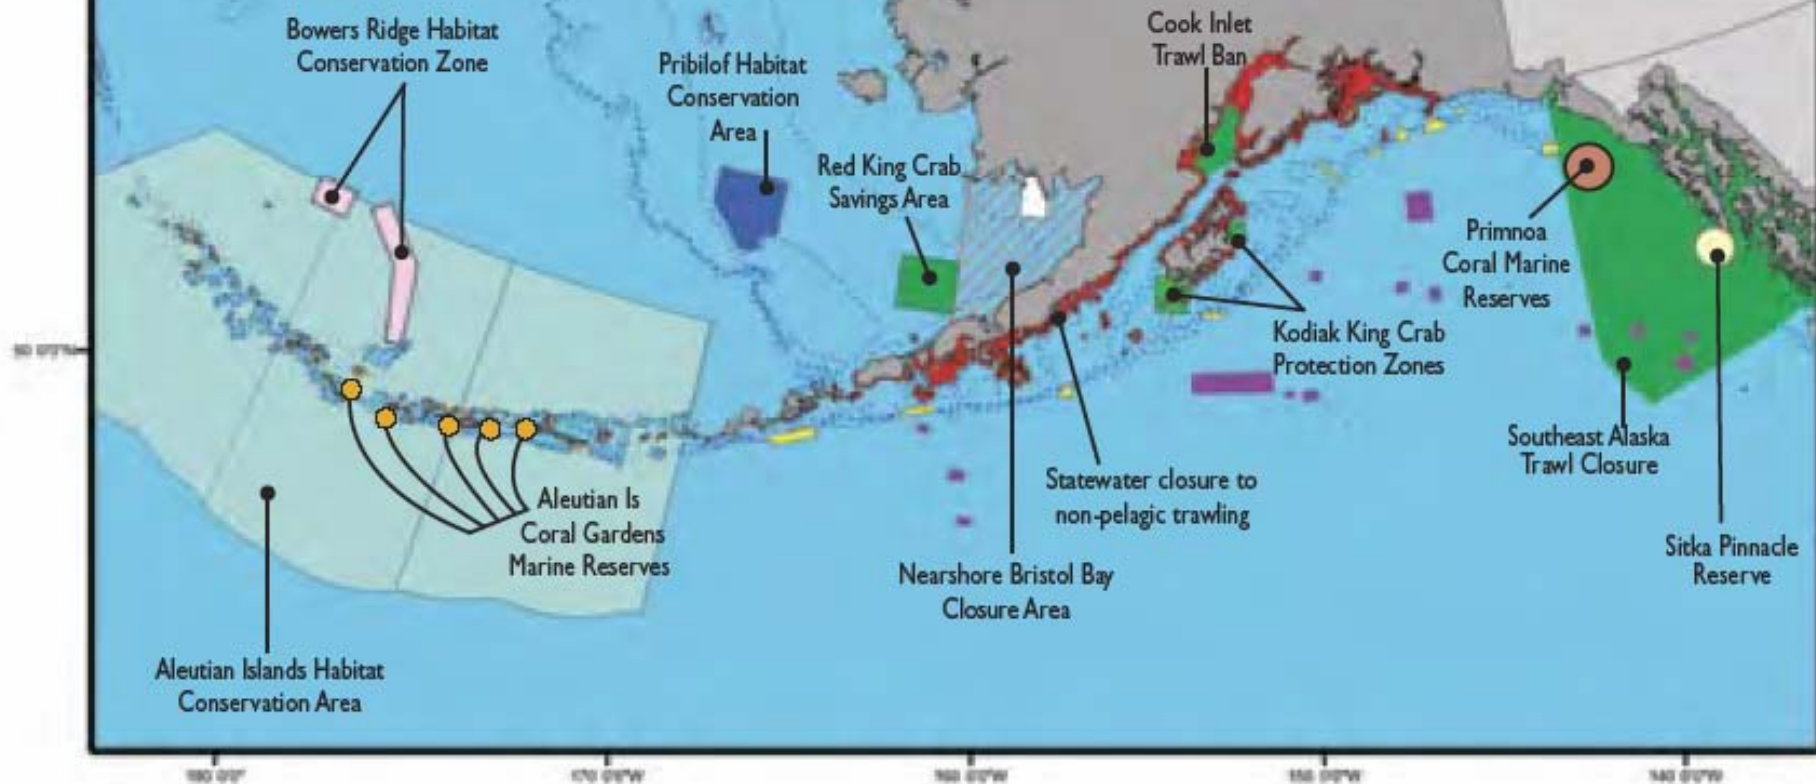 Bowers Ridge Habitat
Conservation Zone
Pribilof Habitat
Conservation
Area
Red King Crab
Savings Area
Cook Inlet
Trawl Ban
Primnoa
Coral Marine
Reserves
Kodiak King Crab
Protection Zones
Southeast Alaska
Trawl Closure
Statewater closure to
non-pelagic trawling
Aleutian Is
Coral Gardens
Marine Reserves
Nearshore Bristol Bay
Closure Area
Sitka Pinnacle
Reserve
Aleutian Islands Habitat
Conservation Area